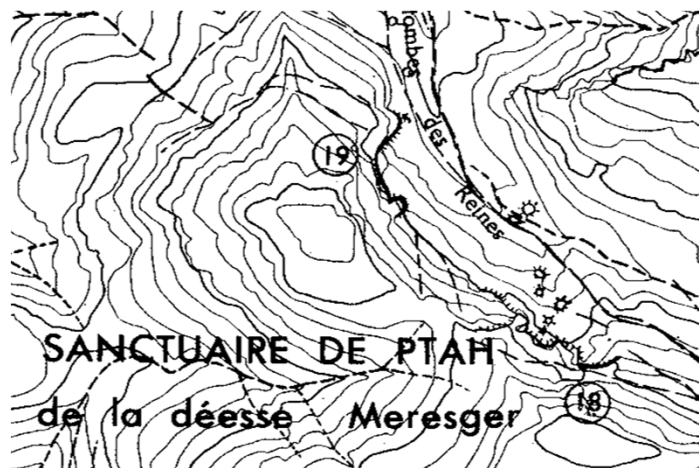 Tombes
des
Reines
19
SANCTUAIRE DE PTAH
de la déesse Meresger
18